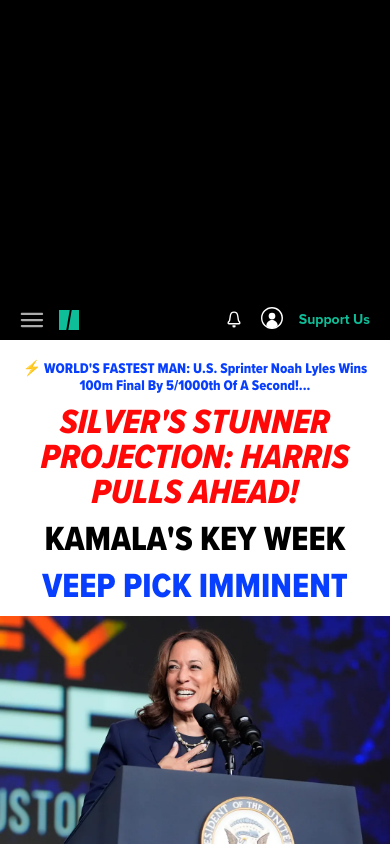 Support Us
⚡ WORLD'S FASTEST MAN: U.S. Sprinter Noah Lyles Wins
100m Final By 5/1000th Of A Second!...
SILVER'S STUNNER
PROJECTION: HARRIS
PULLS AHEAD!
KAMALA'S KEY WEEK
VEEP PICK IMMINENT